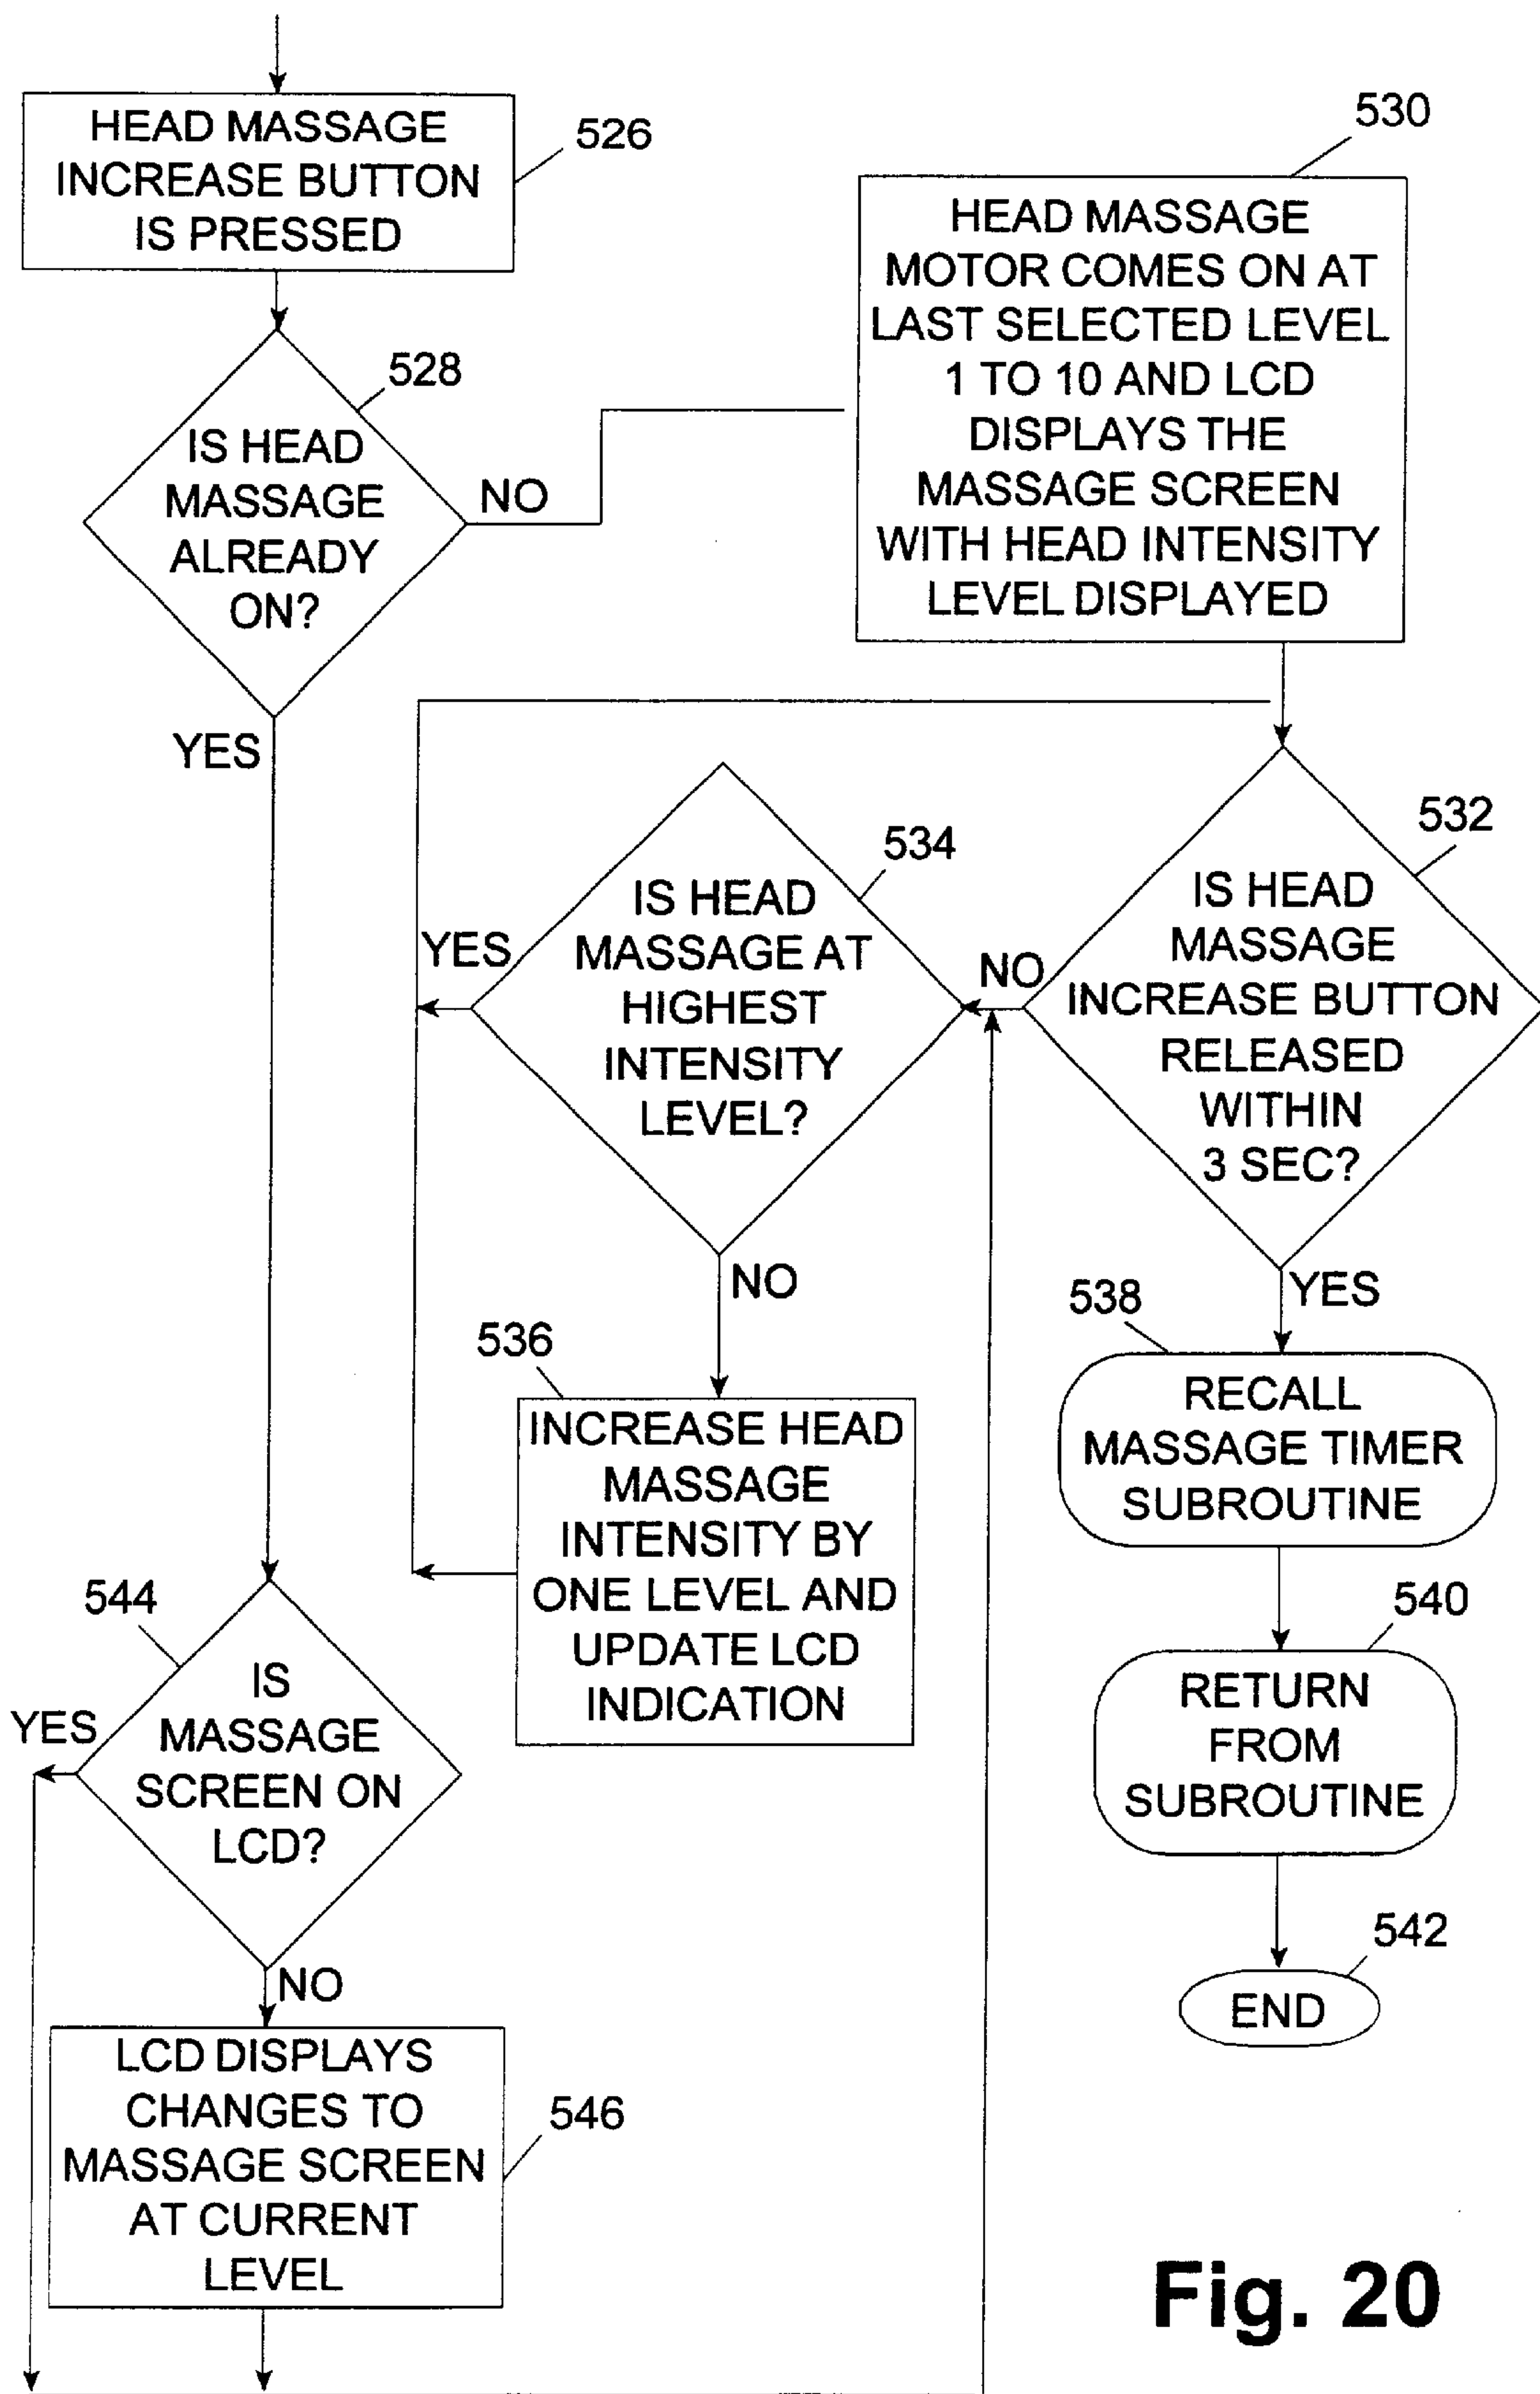 HEAD MASSAGE
INCREASE BUTTON
IS PRESSED
526
528
IS HEAD
MASSAGE
ALREADY
ON?
NO
YES
530
HEAD MASSAGE
MOTOR COMES ON AT
LAST SELECTED LEVEL
1 TO 10 AND LCD
DISPLAYS THE
MASSAGE SCREEN
WITH HEAD INTENSITY
LEVEL DISPLAYED
532
IS HEAD
MASSAGE
INCREASE BUTTON
RELEASED
WITHIN
3 SEC?
NO
YES
534
IS HEAD
MASSAGE AT
HIGHEST
INTENSITY
LEVEL?
YES
NO
536
INCREASE HEAD
MASSAGE
INTENSITY BY
ONE LEVEL AND
UPDATE LCD
INDICATION
538
RECALL
MASSAGE TIMER
SUBROUTINE
540
RETURN
FROM
SUBROUTINE
542
END
544
IS
MASSAGE
SCREEN ON
LCD?
YES
NO
LCD DISPLAYS
CHANGES TO
MASSAGE SCREEN
AT CURRENT
LEVEL
546
Fig. 20